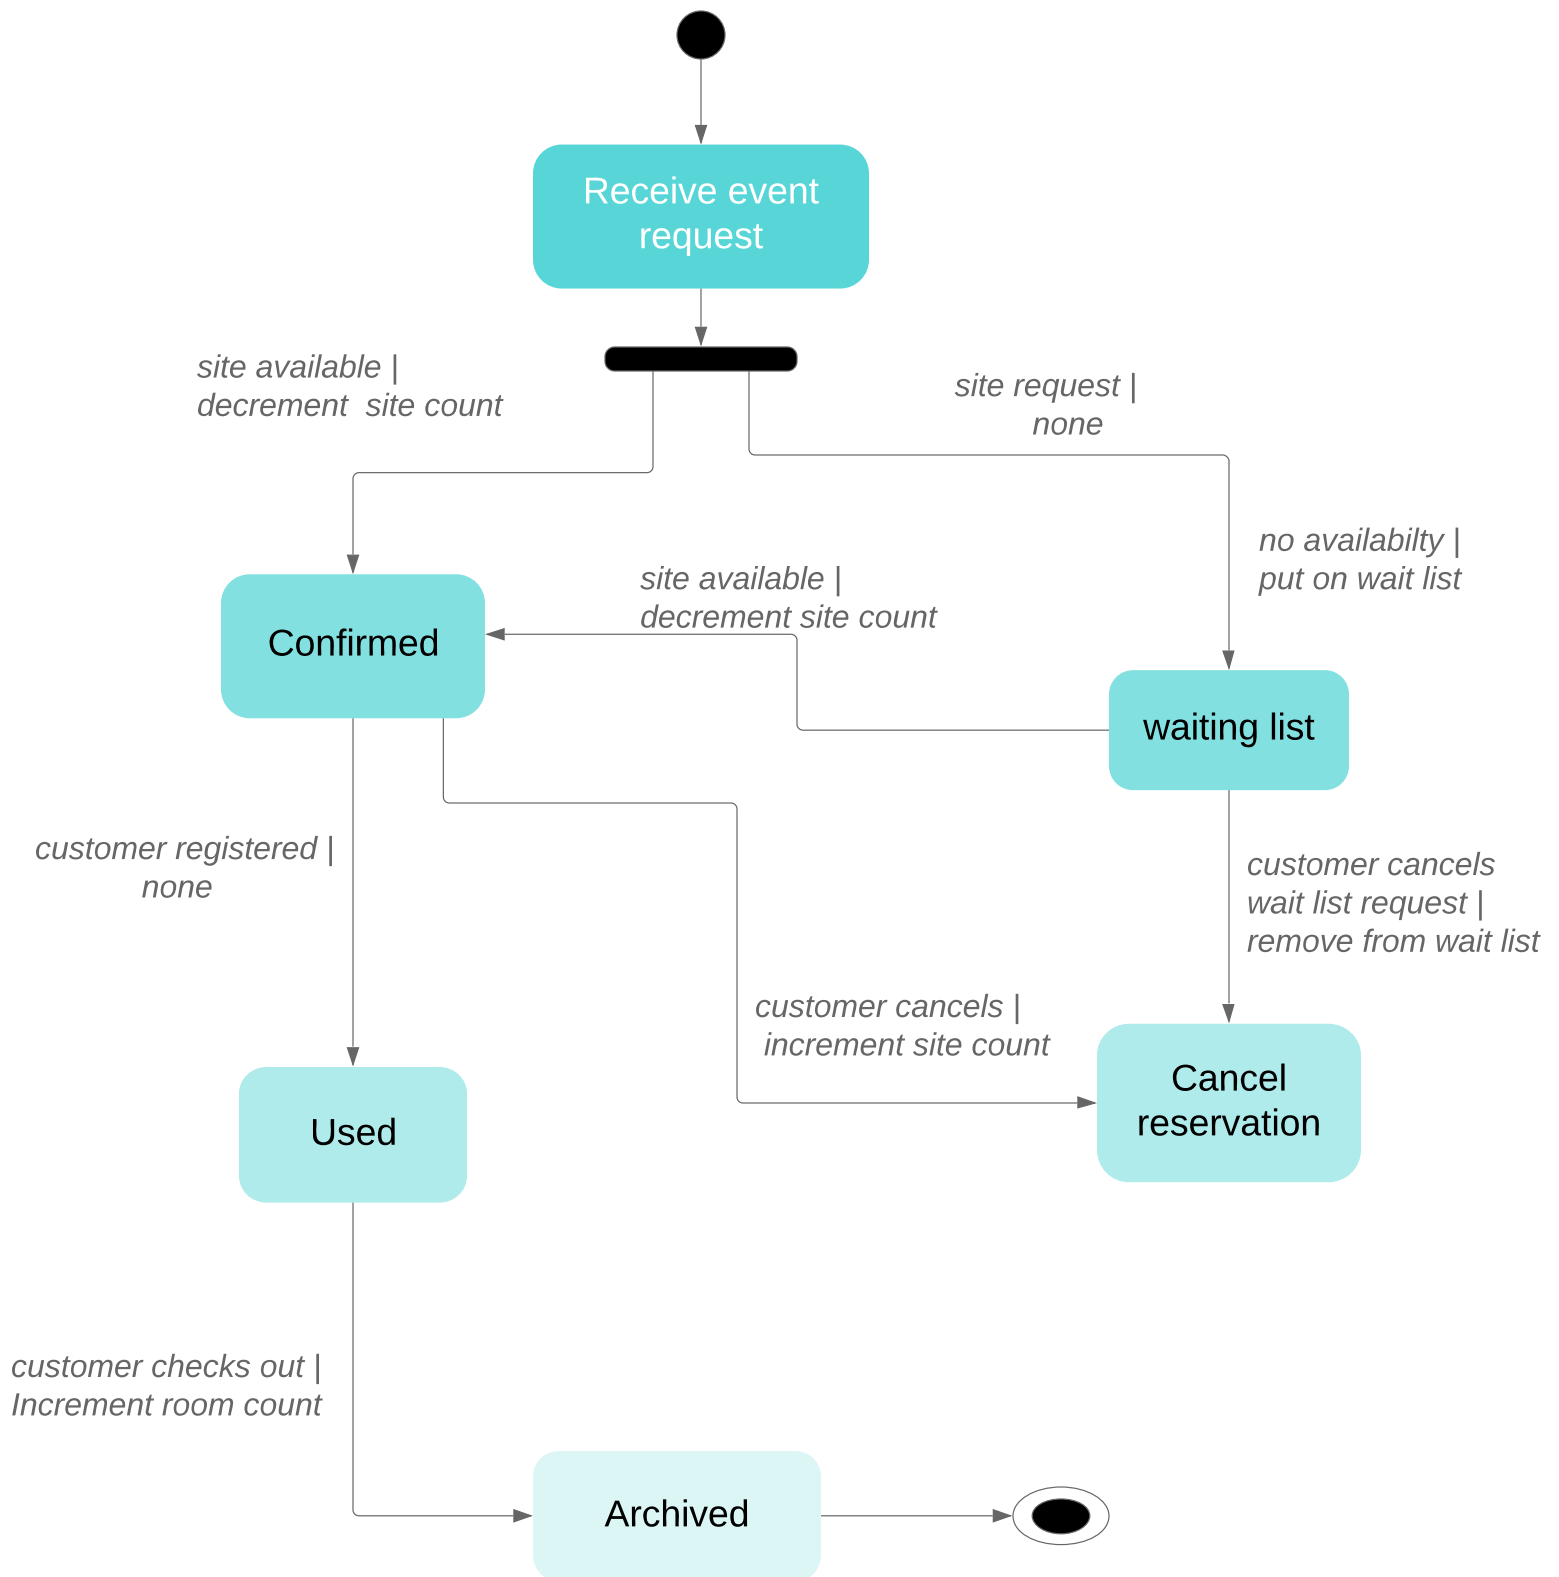 Receive event
request
site available |
decrement  site count
site request |
none
no availabilty |
put on wait list
site available |
decrement site count
Confirmed
waiting list
customer registered |
none
customer cancels
wait list request |
remove from wait list
customer cancels |
increment site count
Cancel
reservation
Used
customer checks out |
Increment room count
Archived